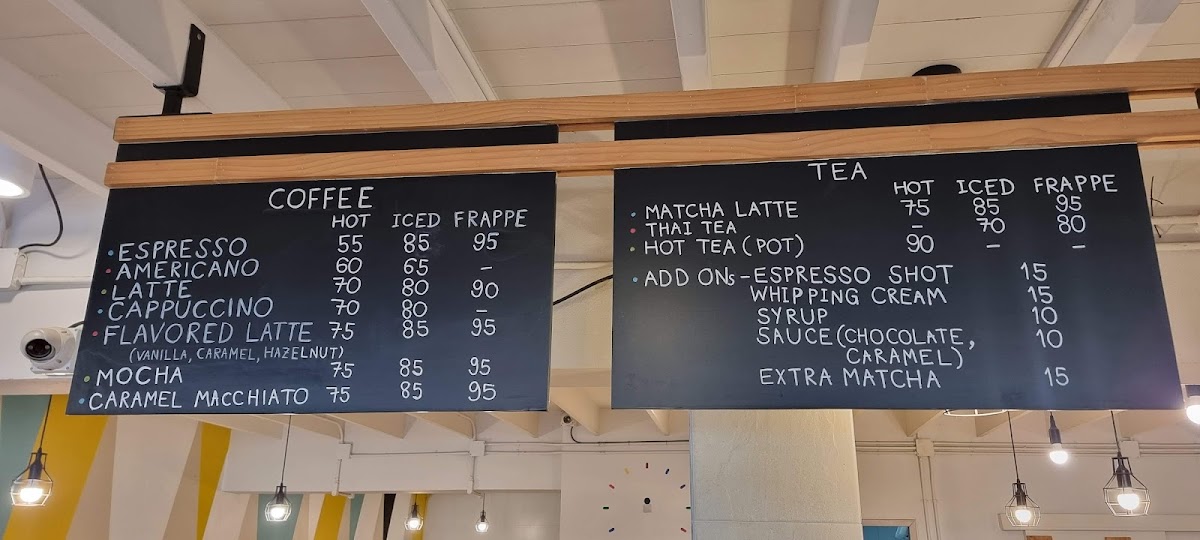 COFFEE
HOT ICED FRAPPE
ESPRESSO 55 85 95
AMERICANO 60 65 –
LATTE 70 80 90
CAPPUCCINO 70 80 –
FLAVORED LATTE 75 85 95
(VANILLA, CARAMEL, HAZELNUT)
MOCHA 75 85 95
CARAMEL MACCHIATO 75 85 95
TEA
HOT ICED FRAPPE
MATCHA LATTE 75 85 95
THAI TEA – 70 80
HOT TEA (POT) 90 – –
ADD ONs – ESPRESSO SHOT 15
WHIPPING CREAM 15
SYRUP 10
SAUCE (CHOCOLATE, 10
CARAMEL)
EXTRA MATCHA 15